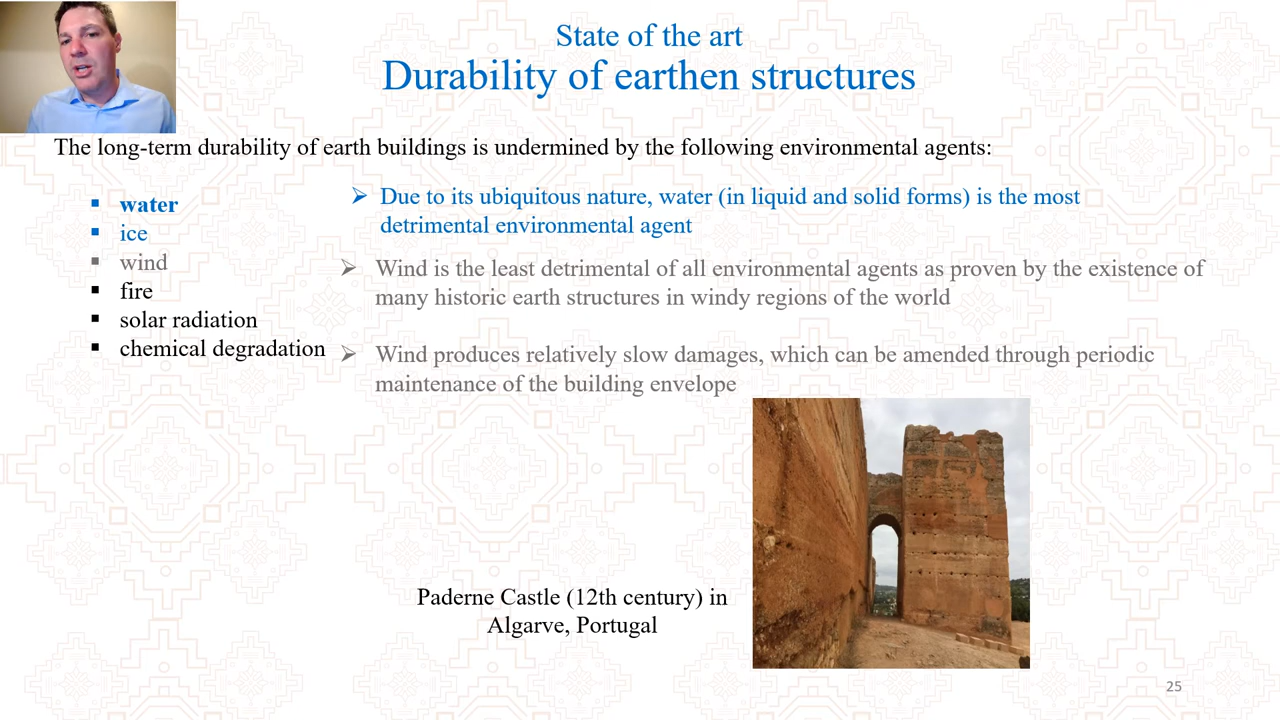 State of the art
Durability of earthen structures
The long-term durability of earth buildings is undermined by the following environmental agents:
water
ice
wind
fire
solar radiation
chemical degradation
Due to its ubiquitous nature, water (in liquid and solid forms) is the most
detrimental environmental agent
Wind is the least detrimental of all environmental agents as proven by the existence of
many historic earth structures in windy regions of the world
Wind produces relatively slow damages, which can be amended through periodic
maintenance of the building envelope
Paderne Castle (12th century) in
Algarve, Portugal
25